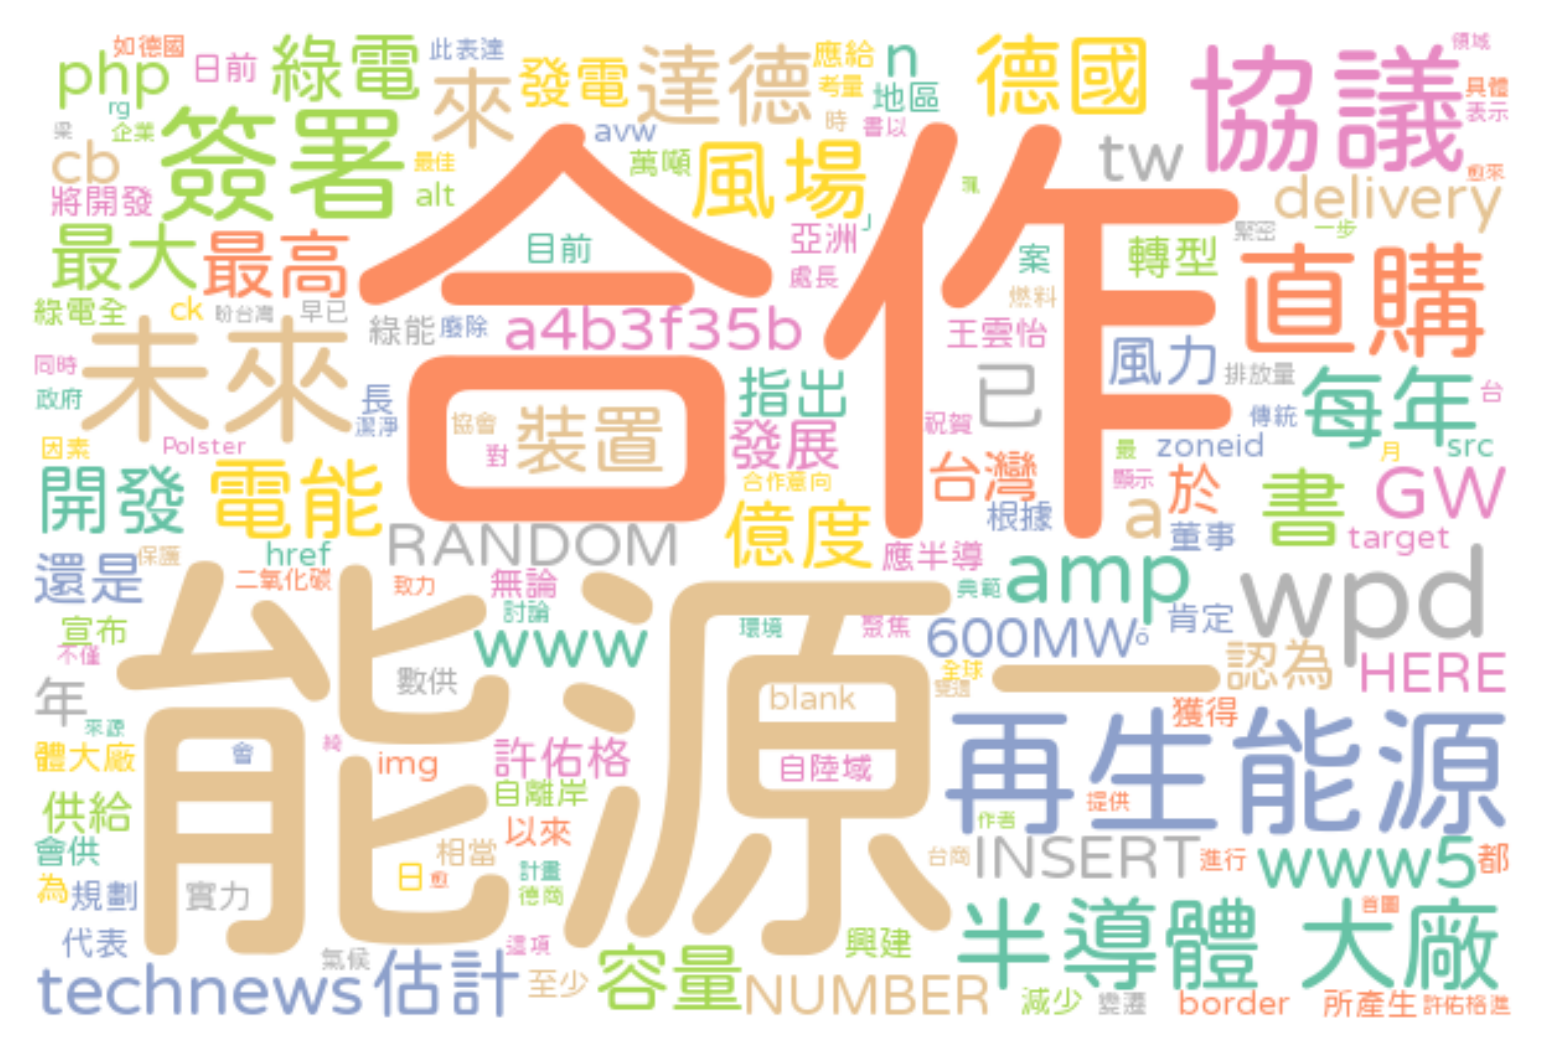 如德國
php
日前
綠電
此表達
來
發電
達德
應給
考量
n
地區
德國
協議
領域
具體
表示
rg
梁
企業
簽署
最佳
avw
萬噸
時
書以
cb
將開發
alt
風場
tw
delivery
愈來
最大
最高
目前
合作
亞洲
處長
案
轉型
緊密
一步
直購
綠電全
ck
盼台灣
早已
綠能
廢除
a4b3f35b
燃料
王雲怡
風力
排放量
同時
政府
未來
長
潔淨
協會
對
裝置
指出
發展
已
祝賀
每年
台
傳統
因素
Polster
合作意向
台灣
最
zoneid
月
src
開發
電能
億度
根據
顯示
於
a
董事
書
GW
target
RANDOM
href
還是
保護
二氧化碳
致力
無論
討論
應半導
典範
amp
wpd
宣布
不僅
www
環境
聚焦
600MW
肯定
全球
一
認為
HERE
年
數供
能源
blank
獲得
來源
體大廠
會
綺
img
許佑格
自陸域
再生能源
供給
自離岸
提供
作者
會供
相當
以來
台商
INSERT
進行
www5
都
為
規劃
實力
日
愈
計畫
德商
首圖
代表
氣候
這項
興建
半導體
大廠
technews
估計
至少
容量
NUMBER
減少
變遷
border
所產生
許佑格進